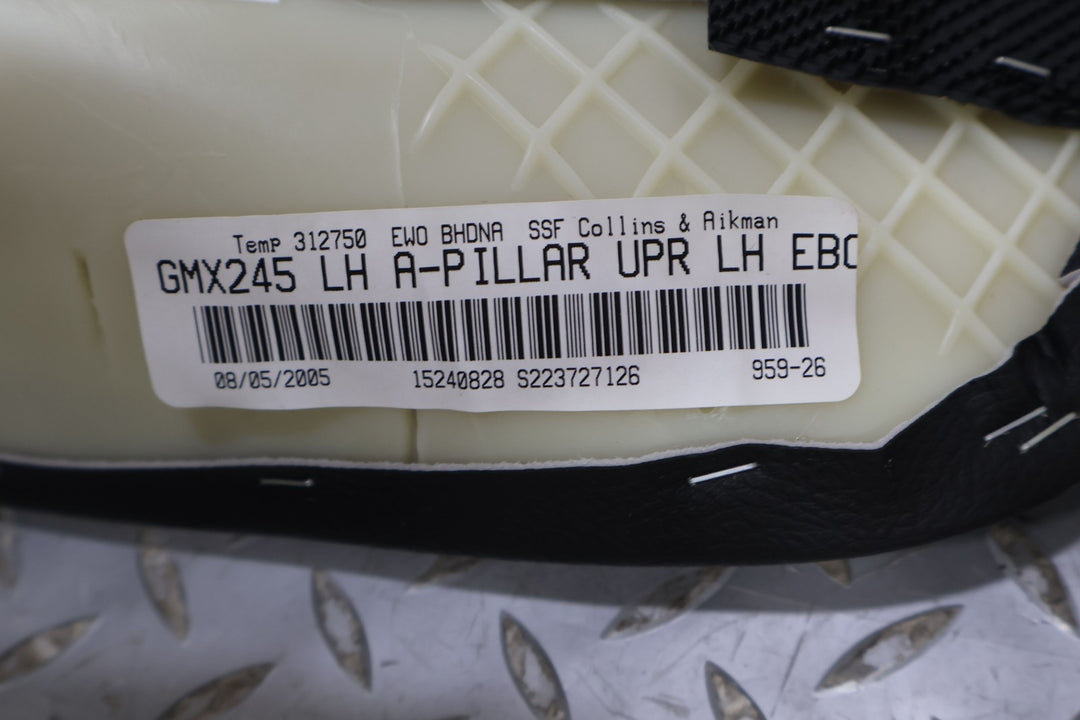 Temp 312750 EWO BHDNA SSF Collins & Aikman
GMX245 LH A-PILLAR UPR LH EBO
08/05/2005 15240828 S223727126 959-26